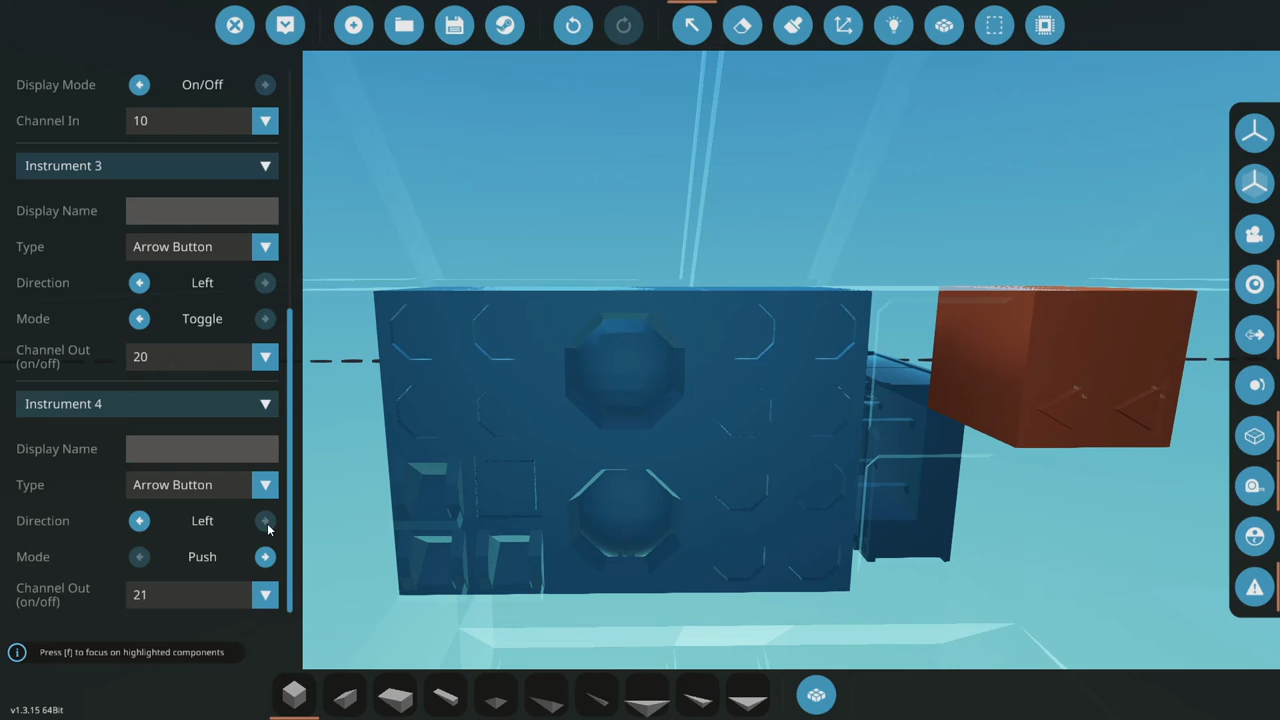 Display Mode On/Off
Channel In 10
Instrument 3
Display Name
Type Arrow Button
Direction Left
Mode Toggle
Channel Out (on/off) 20
Instrument 4
Display Name
Type Arrow Button
Direction Left
Mode Push
Channel Out (on/off) 21
Press [f] to focus on highlighted components
v1.3.15 64Bit